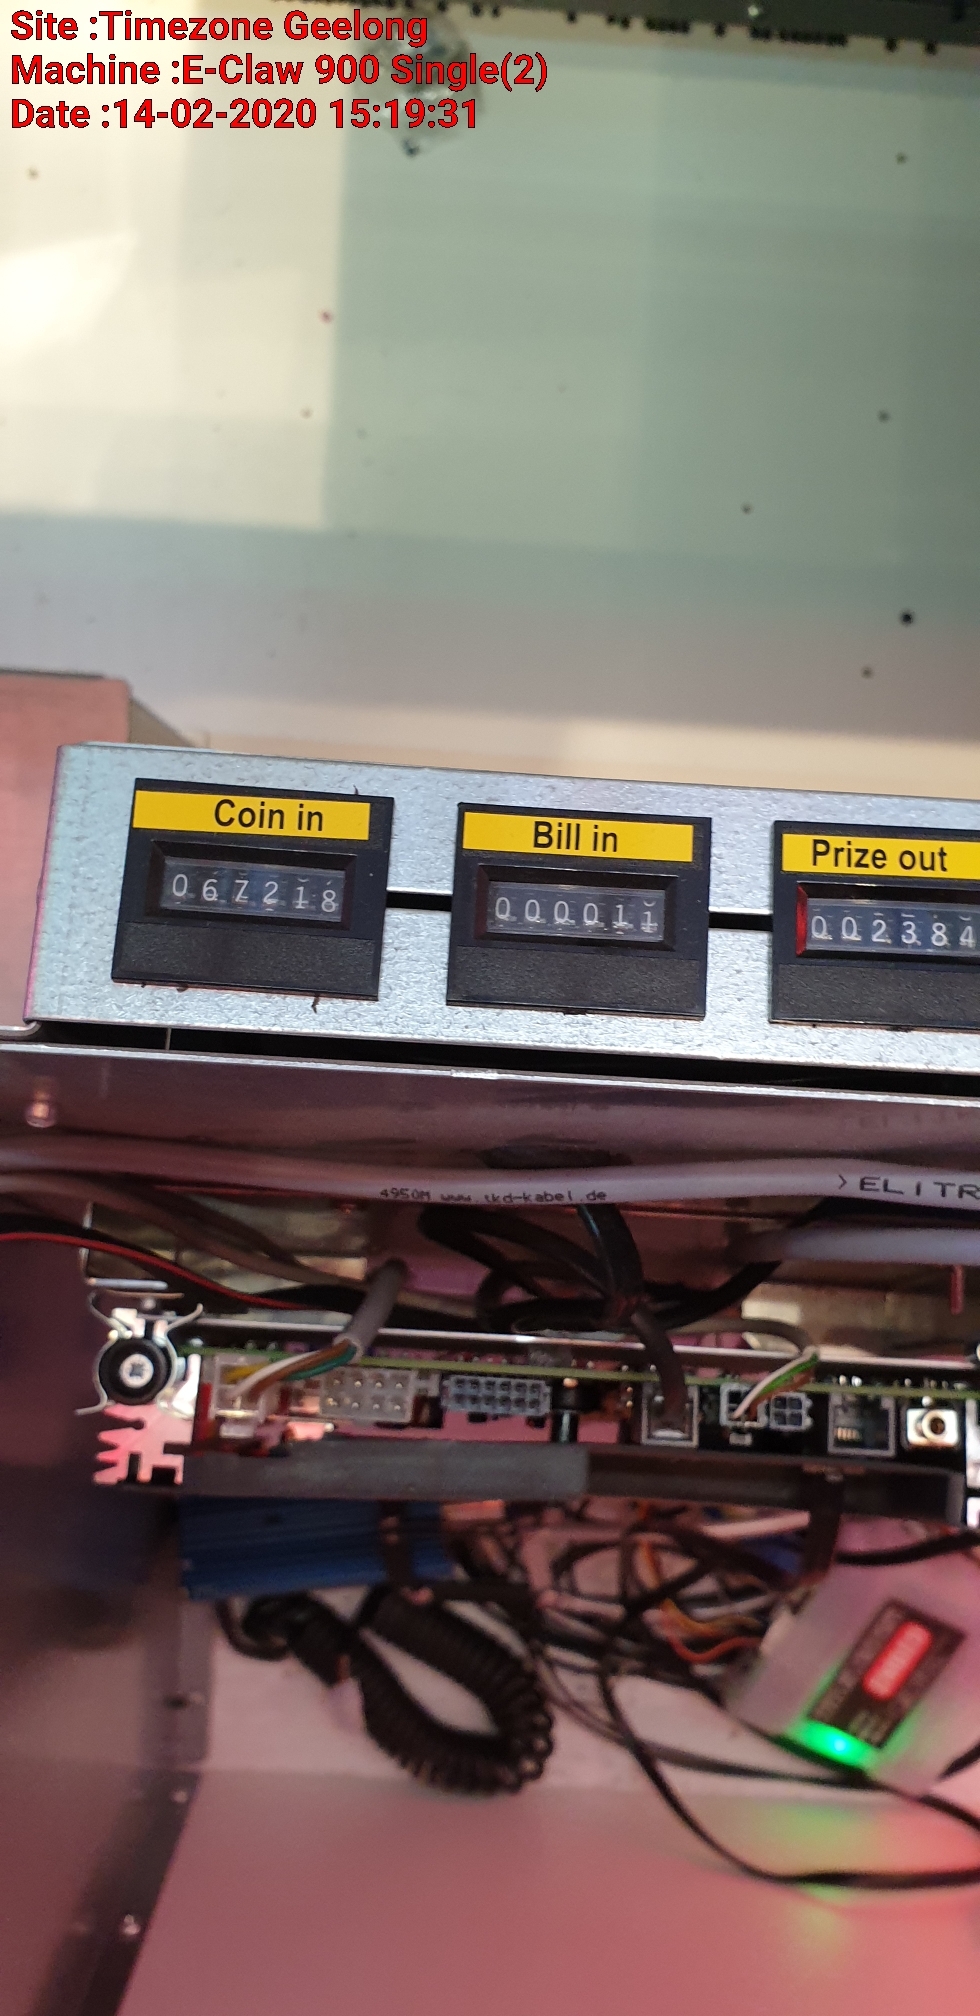 Site :Timezone Geelong
Machine :E-Claw 900 Single(2)
Date :14-02-2020 15:19:31
Coin in
067218
Bill in
000011
Prize out
002384
4950M www.tkd-kabel.de
>ELITR